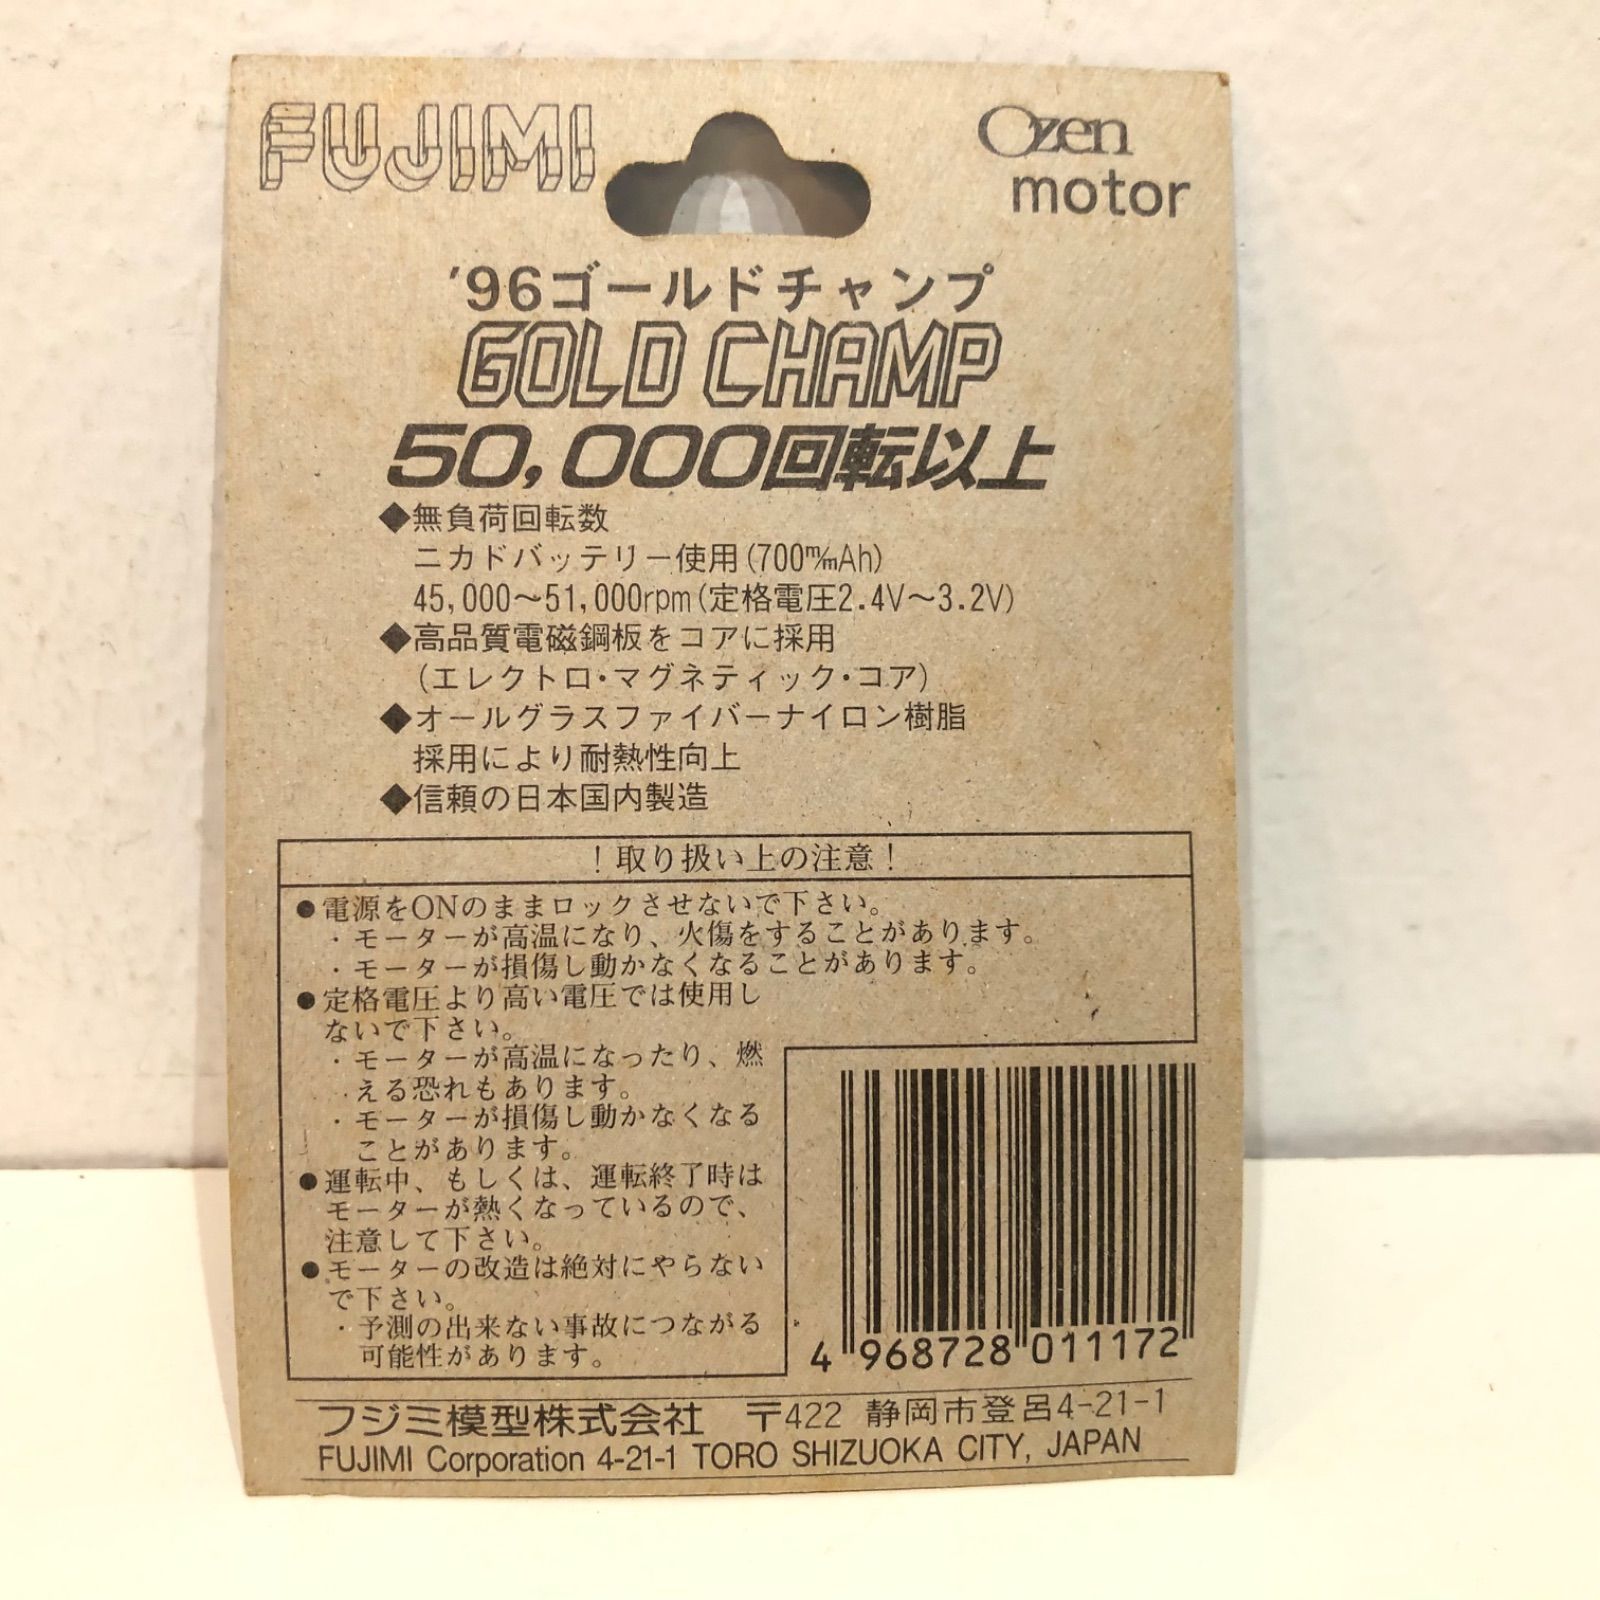 FUJIMI
Ozen
motor
'96ゴールドチャンプ
GOLD CHAMP
50,000回転以上
◆無負荷回転数
ニカドバッテリー使用(700m/mAh)
45,000〜51,000rpm(定格電圧2.4V〜3.2V)
◆高品質電磁鋼板をコアに採用
(エレクトロ・マグネティック・コア)
◆オールグラスファイバーナイロン樹脂
採用により耐熱性向上
◆信頼の日本国内製造
!取り扱い上の注意!
●電源をONのままロックさせないで下さい。
・モーターが高温になり、火傷をすることがあります。
・モーターが損傷し動かなくなることがあります。
●定格電圧より高い電圧では使用し
ないで下さい。
・モーターが高温になったり、燃
える恐れもあります。
・モーターが損傷し動かなくなる
ことがあります。
●運転中、もしくは、運転終了時は
モーターが熱くなっているので、
注意して下さい。
●モーターの改造は絶対にやらない
で下さい。
・予測の出来ない事故につながる
可能性があります。
4 968728 011172
フジミ模型株式会社 〒422 静岡市登呂4-21-1
FUJIMI Corporation 4-21-1 TORO SHIZUOKA CITY, JAPAN